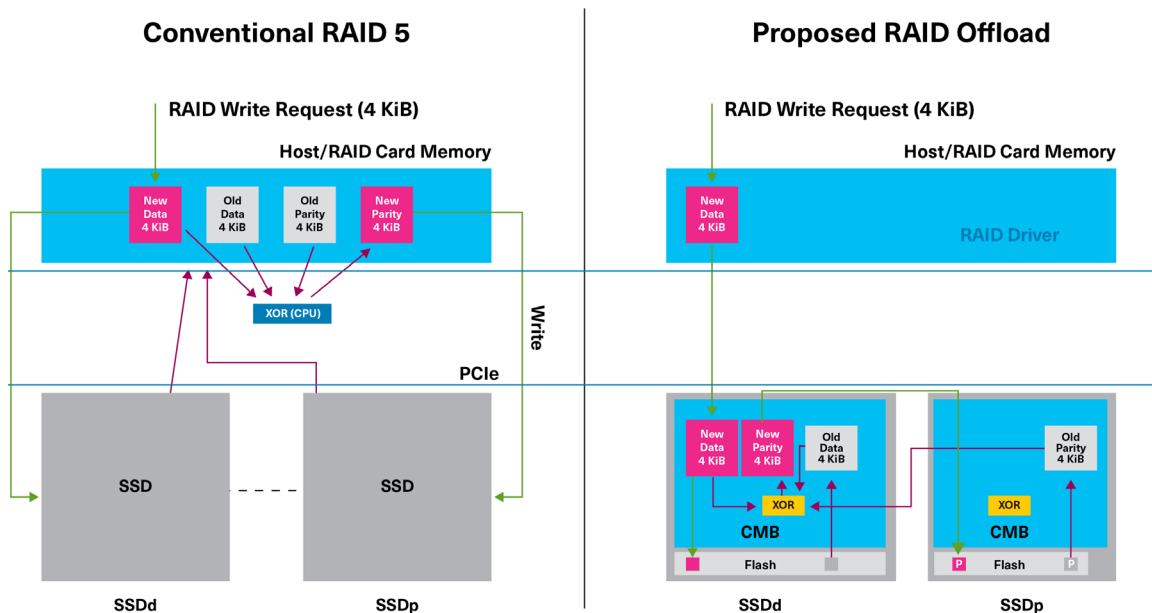 Conventional RAID 5
RAID Write Request (4 KiB)
Host/RAID Card Memory
New
Data
4 KiB
Old
Data
4 KiB
Old
Parity
4 KiB
New
Parity
4 KiB
XOR (CPU)
Write
PCIe
SSD
SSD
SSDd
SSDp
Proposed RAID Offload
RAID Write Request (4 KiB)
Host/RAID Card Memory
New
Data
4 KiB
RAID Driver
New
Data
4 KiB
New
Parity
4 KiB
Old
Data
4 KiB
XOR
CMB
Flash
Old
Parity
4 KiB
XOR
CMB
P
Flash
P
SSDd
SSDp